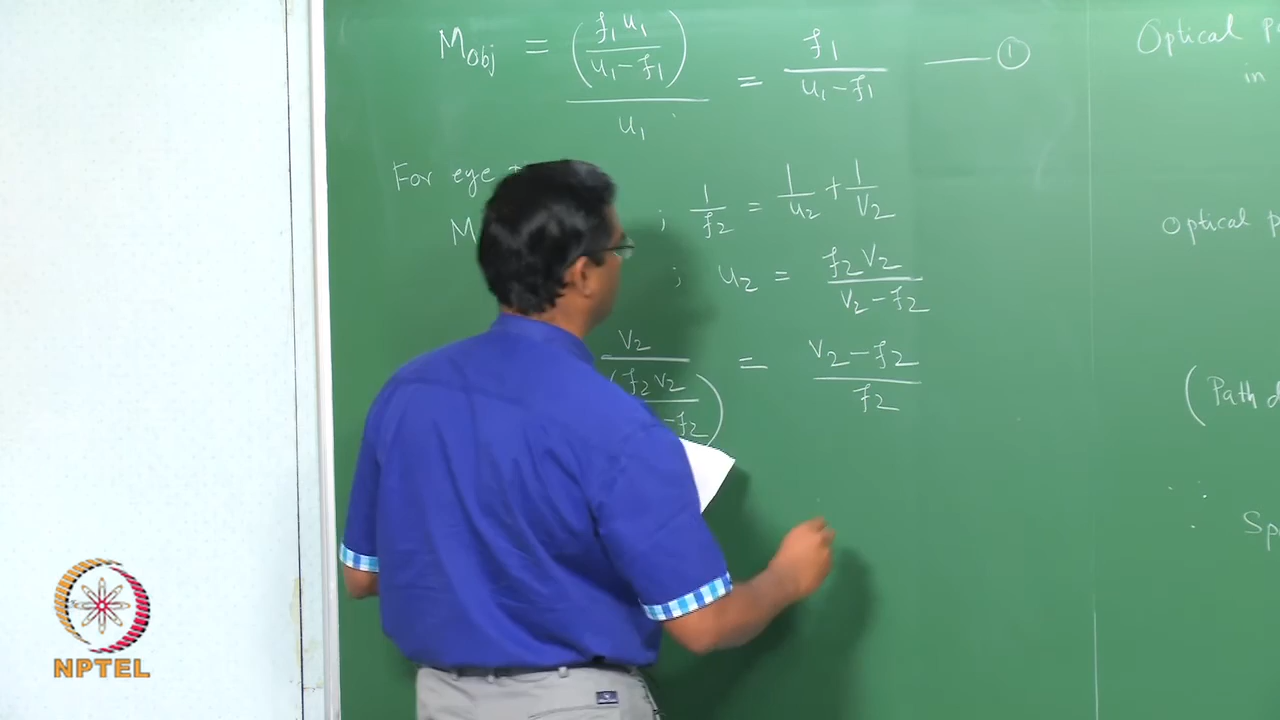 M_obj = (f₁ u₁ / (u₁ - f₁)) / u₁ = f₁ / (u₁ - f₁) — ①
For eye
M ; 1/f₂ = 1/u₂ + 1/V₂
; u₂ = f₂ V₂ / (V₂ - f₂)
V₂ / (f₂ V₂ / - f₂) = (V₂ - f₂) / f₂
Optical
in
Optical
(Path
∴
NPTEL